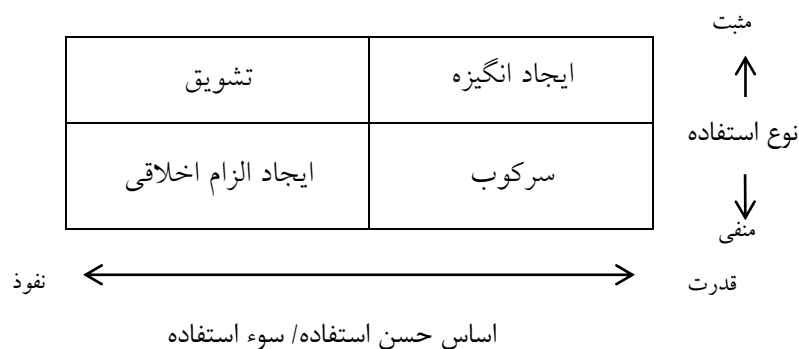 مثبت
ایجاد انگیزه
تشویق
نوع استفاده
سرکوب
ایجاد الزام اخلاقی
منفی
قدرت
نفوذ
اساس حسن استفاده/ سوء استفاده